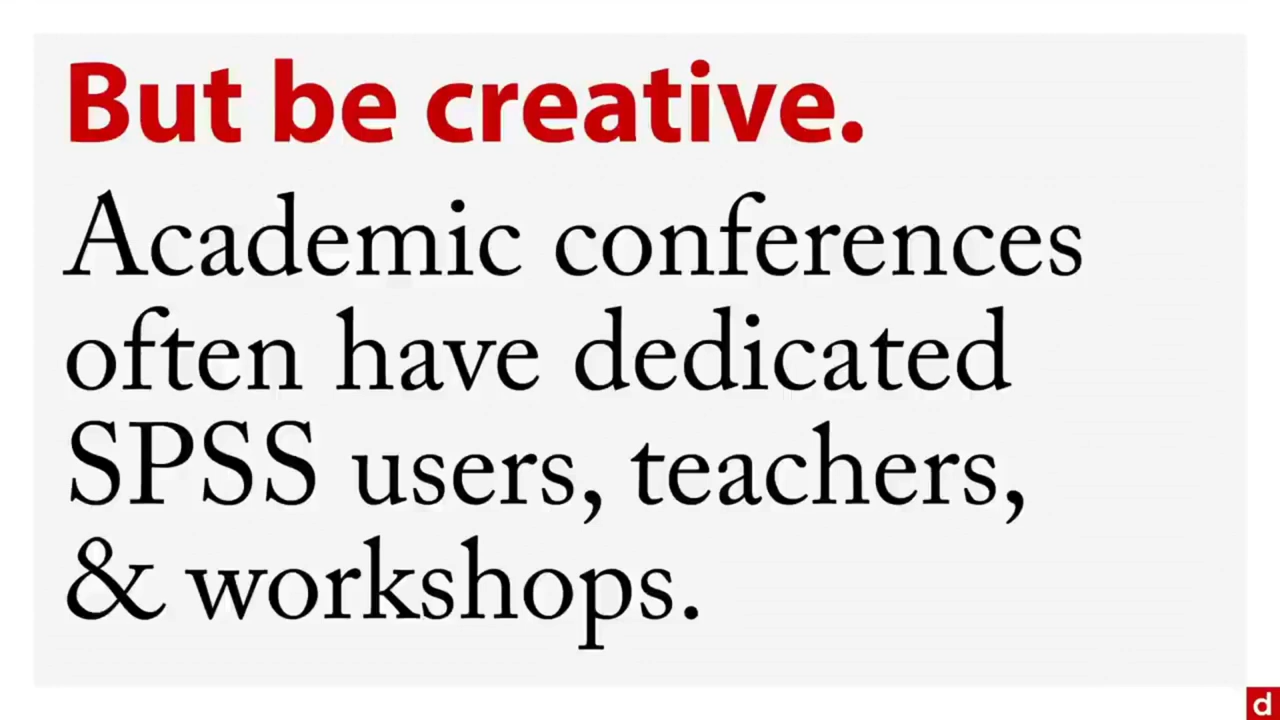 But be creative.
Academic conferences
often have dedicated
SPSS users, teachers,
& workshops.
d